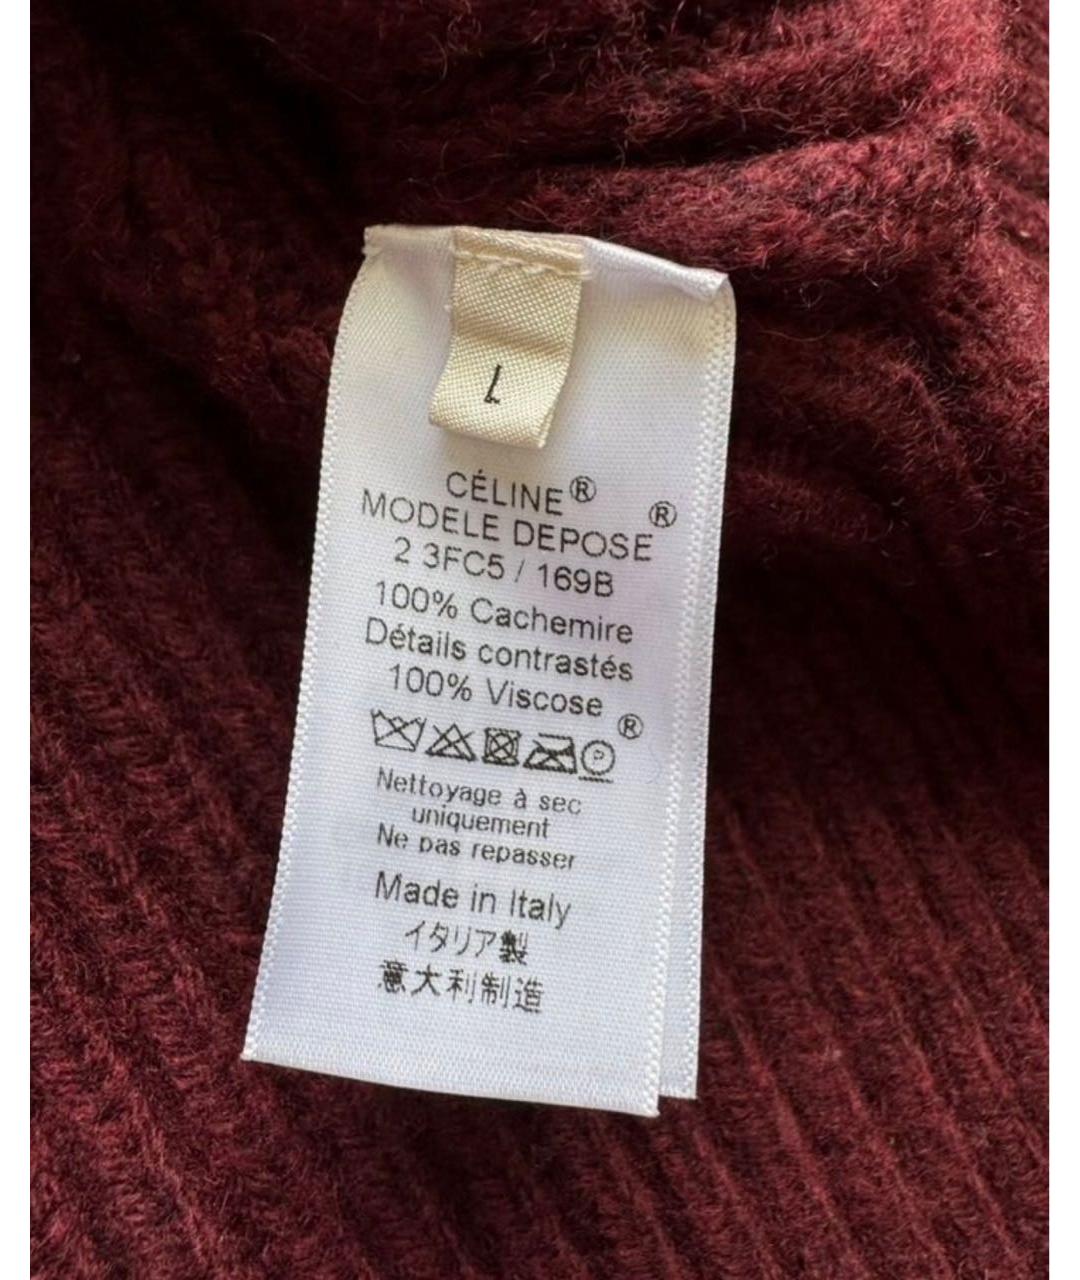 L
CÉLINE®
MODELE DEPOSE®
2 3FC5 / 169B
100% Cachemire
Détails contrastés
100% Viscose
P ®
Nettoyage à sec
uniquement
Ne pas repasser
Made in Italy
イタリア製
意大利制造